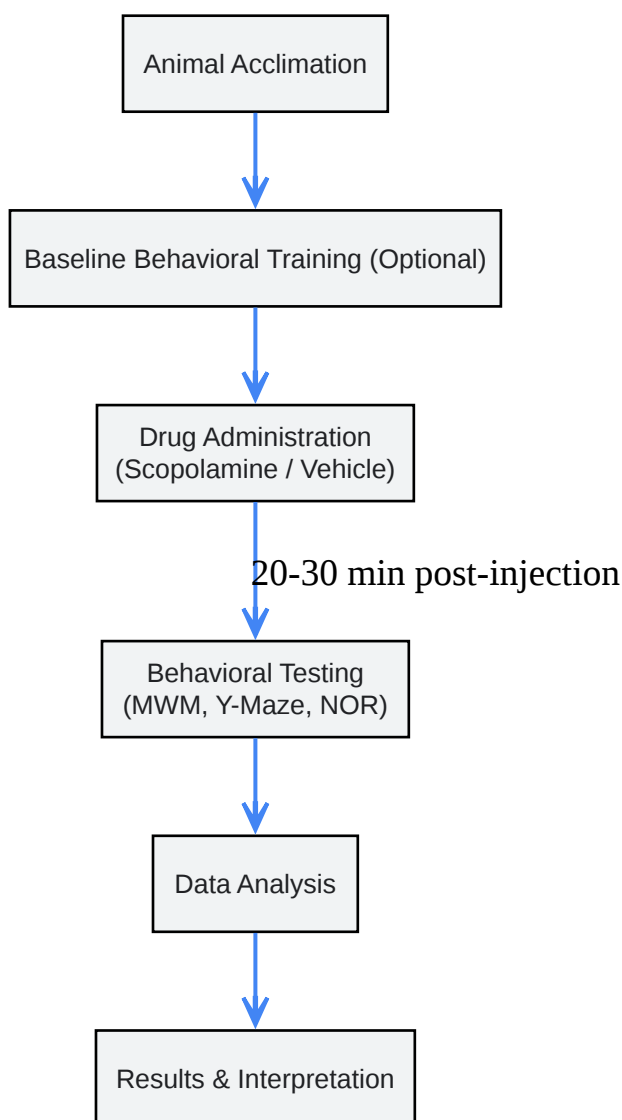 Animal Acclimation
Baseline Behavioral Training (Optional)
Drug Administration
(Scopolamine / Vehicle)
20-30 min post-injection
Behavioral Testing
(MWM, Y-Maze, NOR)
Data Analysis
Results & Interpretation